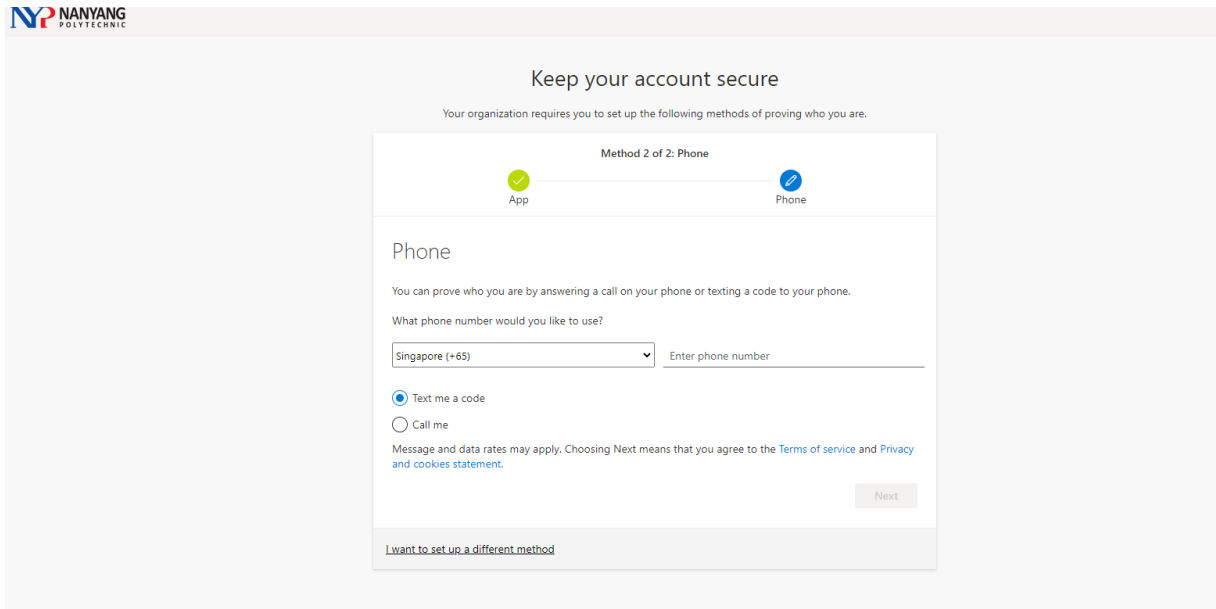 NYP NANYANG
POLYTECHNIC
Keep your account secure
Your organization requires you to set up the following methods of proving who you are.
Method 2 of 2: Phone
App
Phone
Phone
You can prove who you are by answering a call on your phone or texting a code to your phone.
What phone number would you like to use?
Singapore (+65) Enter phone number
Text me a code
Call me
Message and data rates may apply. Choosing Next means that you agree to the Terms of service and Privacy
and cookies statement.
Next
I want to set up a different method